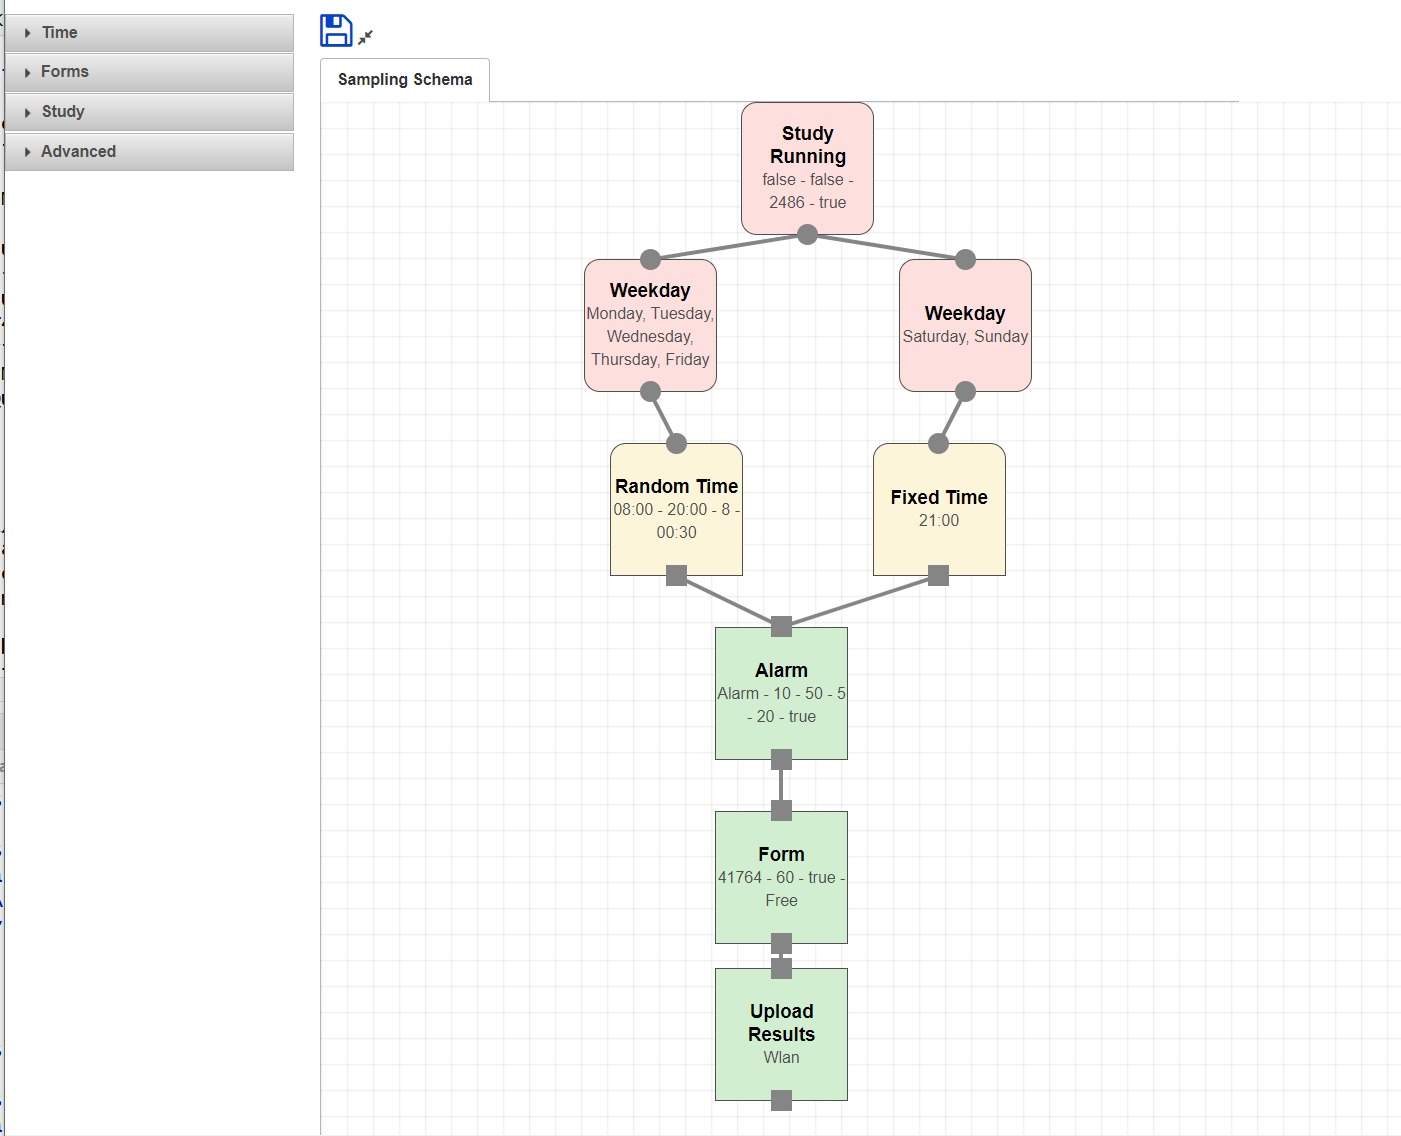 Time
Forms
Study
Advanced
Sampling Schema
Study
Running
false - false -
2486 - true
Weekday
Monday, Tuesday,
Wednesday,
Thursday, Friday
Weekday
Saturday, Sunday
Random Time
08:00 - 20:00 - 8 -
00:30
Fixed Time
21:00
Alarm
Alarm - 10 - 50 - 5
- 20 - true
Form
41764 - 60 - true -
Free
Upload
Results
Wlan